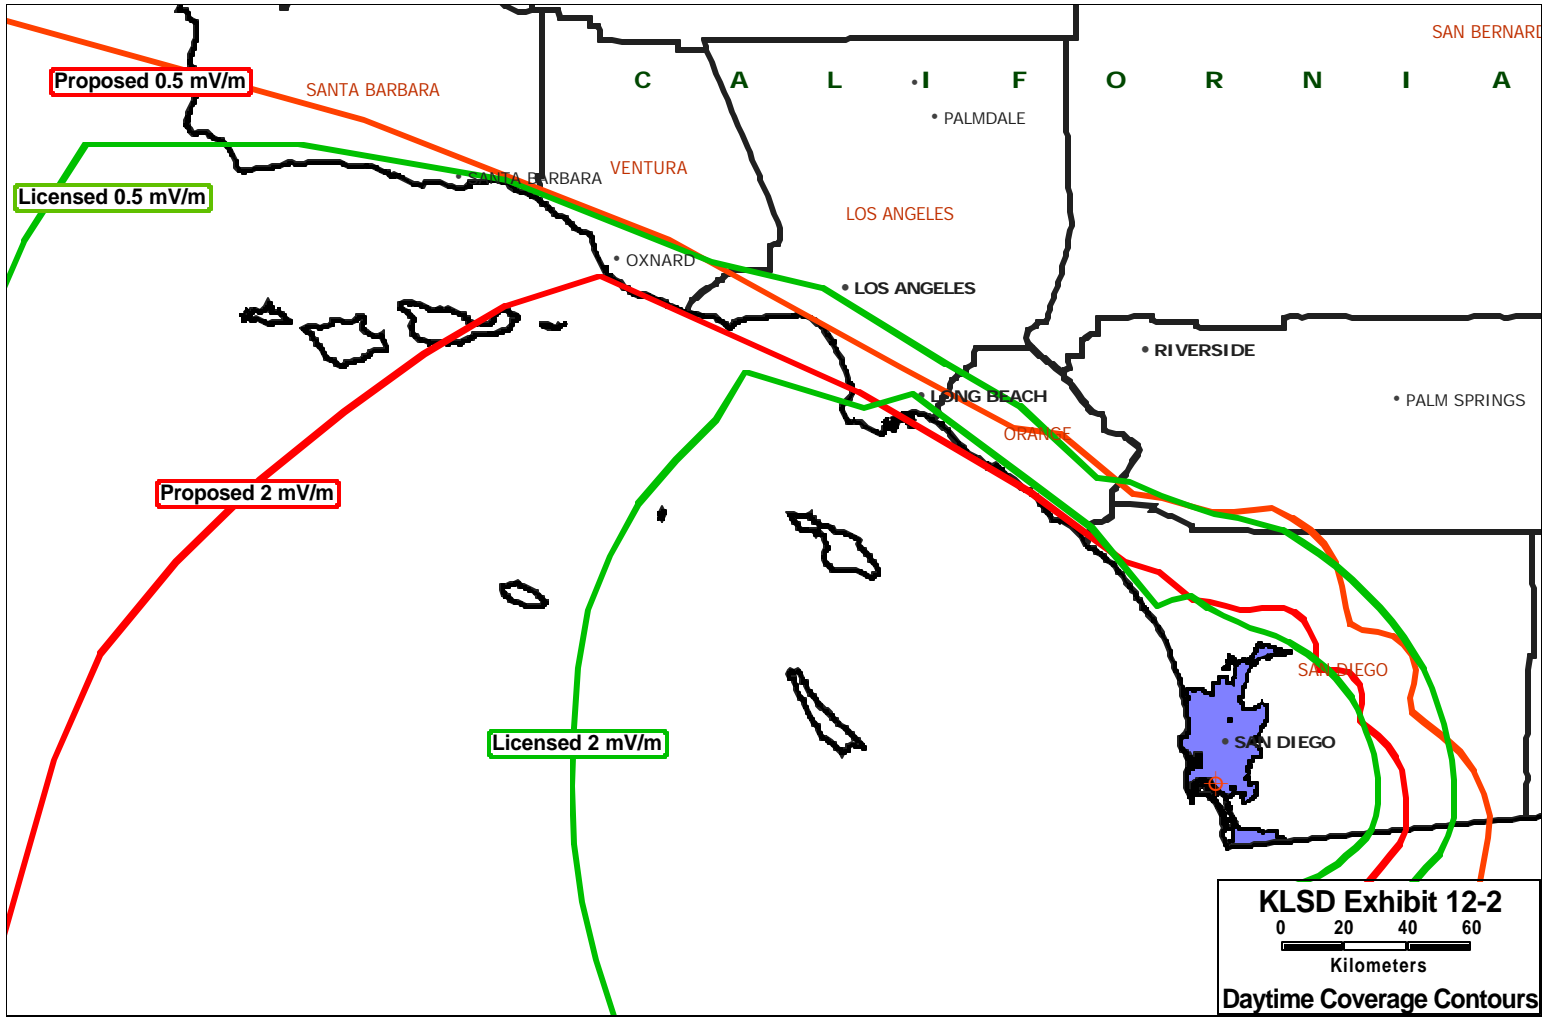 SAN BERNARD
C A L I F O R N I A
Proposed 0.5 mV/m
SANTA BARBARA
PALMDALE
VENTURA
SANTA BARBARA
Licensed 0.5 mV/m
LOS ANGELES
OXNARD
LOS ANGELES
RIVERSIDE
LONG BEACH
PALM SPRINGS
ORANGE
Proposed 2 mV/m
SAN DIEGO
Licensed 2 mV/m
SAN DIEGO
KLSD Exhibit 12-2
0 20 40 60
Kilometers
Daytime Coverage Contours